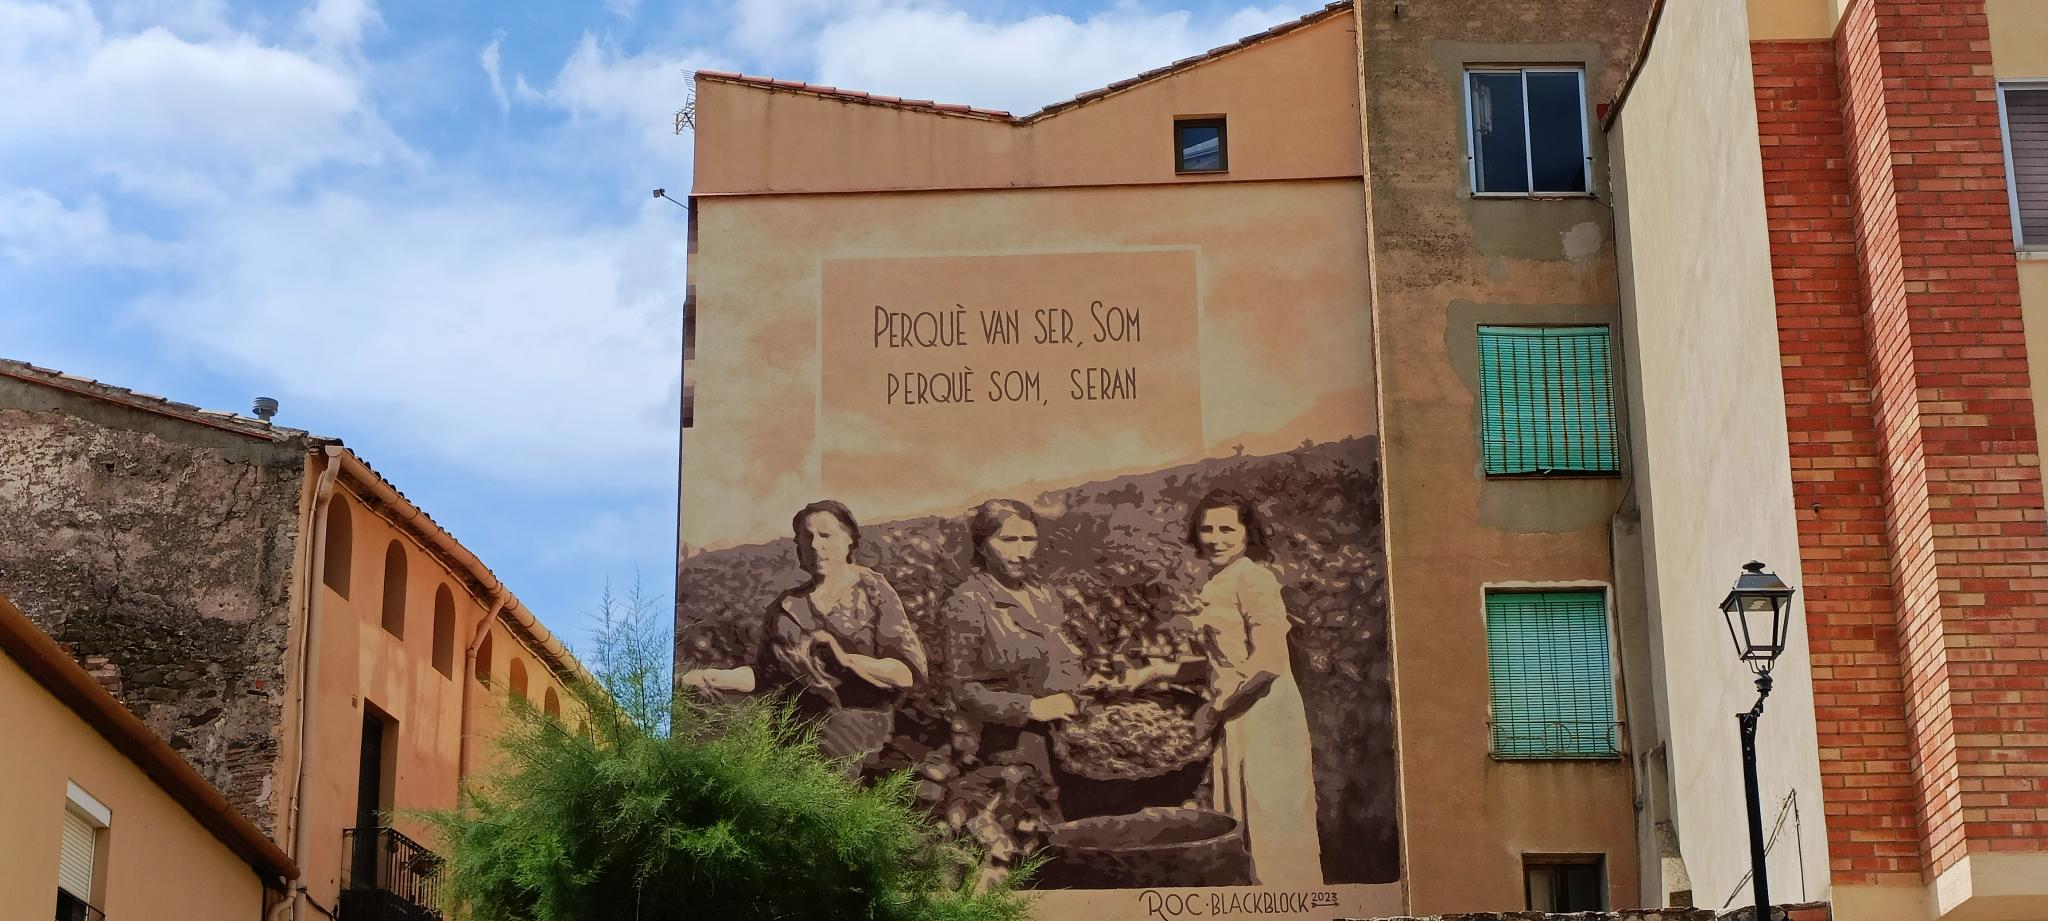 PERQUÈ VAN SER, SOM
PERQUÈ SOM, SERAN
ROC·BLACKBLOCK 2023